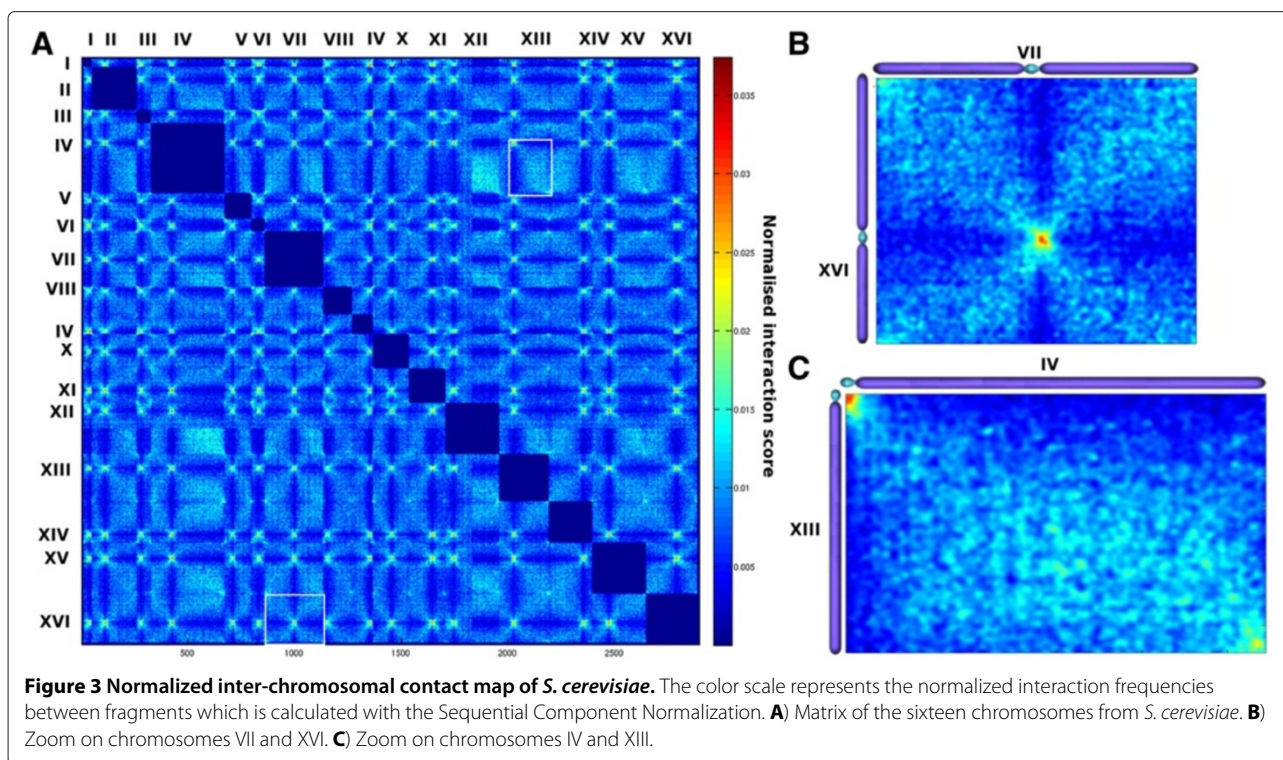 A
I II III IV V VI VII VIII IV X XI XII XIII XIV XV XVI
I
II
III
IV
V
VI
VII
VIII
IV
X
XI
XII
XIII
XIV
XV
XVI
500 1000 1500 2000 2500
0.035
0.03
0.025
0.02
0.015
0.01
0.005
Normalised interaction score
B
VII
XVI
C
IV
XIII
Figure 3 Normalized inter-chromosomal contact map of S. cerevisiae. The color scale represents the normalized interaction frequencies
between fragments which is calculated with the Sequential Component Normalization. A) Matrix of the sixteen chromosomes from S. cerevisiae. B)
Zoom on chromosomes VII and XVI. C) Zoom on chromosomes IV and XIII.